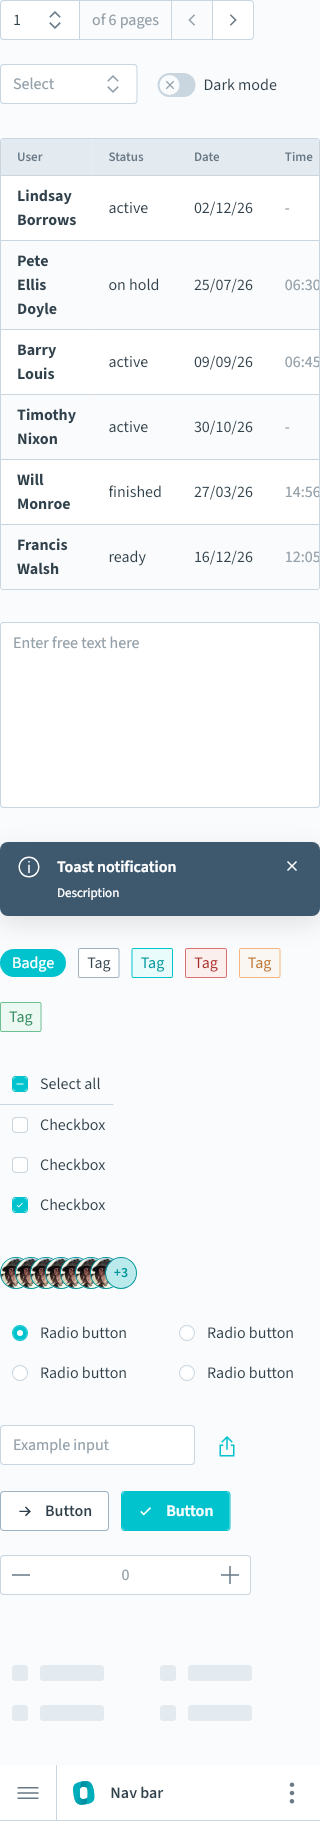 1 of 6 pages
Select Dark mode
User Status Date Time
Lindsay Borrows active 02/12/26 -
Pete Ellis Doyle on hold 25/07/26 06:30
Barry Louis active 09/09/26 06:45
Timothy Nixon active 30/10/26 -
Will Monroe finished 27/03/26 14:56
Francis Walsh ready 16/12/26 12:05
Enter free text here
Toast notification
Description
Badge Tag Tag Tag Tag
Tag
Select all
Checkbox
Checkbox
Checkbox
+3
Radio button Radio button
Radio button Radio button
Example input
Button Button
0
Nav bar